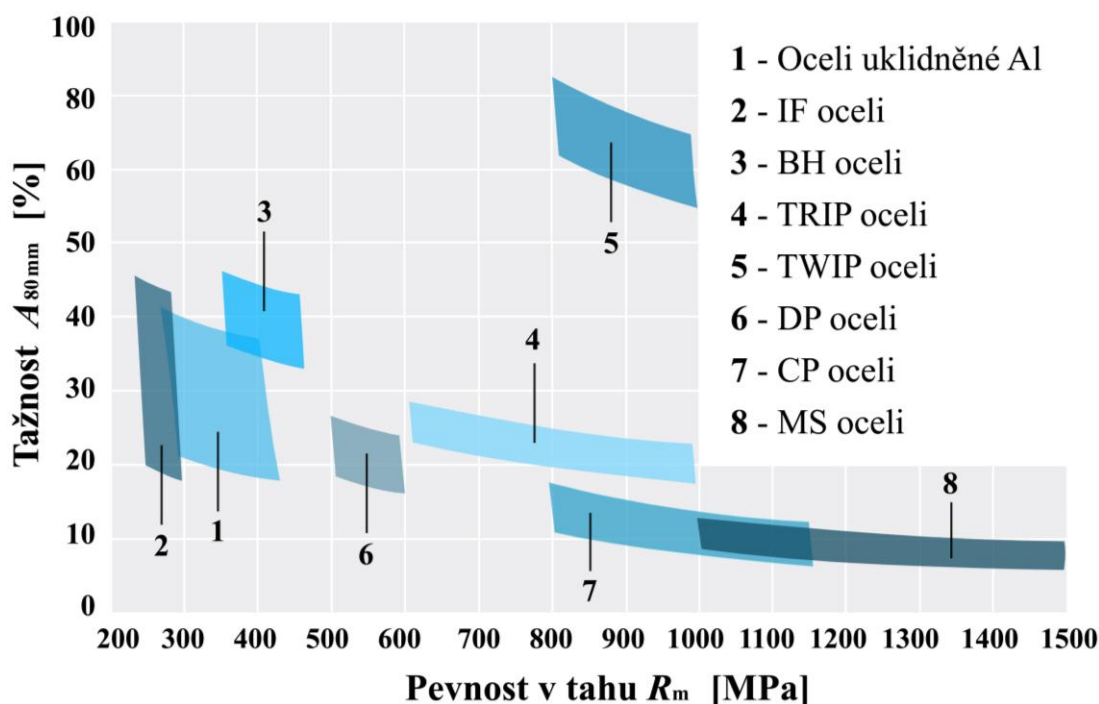 100
80
60
50
40
30
20
10
0
Tažnost A80mm [%]
200 300 400 500 600 700 800 900 1000 1100 1200 1300 1400 1500
Pevnost v tahu Rm [MPa]
3
5
4
2
1
6
7
8
1 - Oceli uklidněné Al
2 - IF oceli
3 - BH oceli
4 - TRIP oceli
5 - TWIP oceli
6 - DP oceli
7 - CP oceli
8 - MS oceli